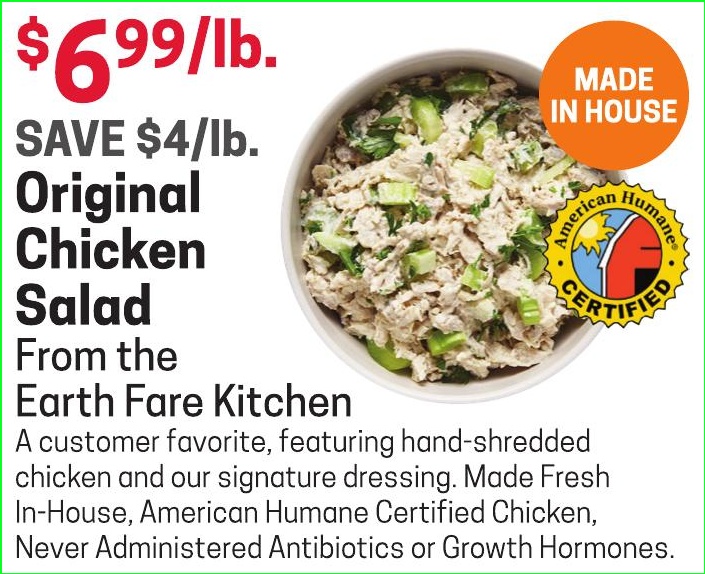 $6.99/lb.
SAVE $4/lb.
Original
Chicken
Salad
From the
Earth Fare Kitchen
A customer favorite, featuring hand-shredded
chicken and our signature dressing. Made Fresh
In-House, American Humane Certified Chicken,
Never Administered Antibiotics or Growth Hormones.
MADE
IN HOUSE
American Humane®
CERTIFIED